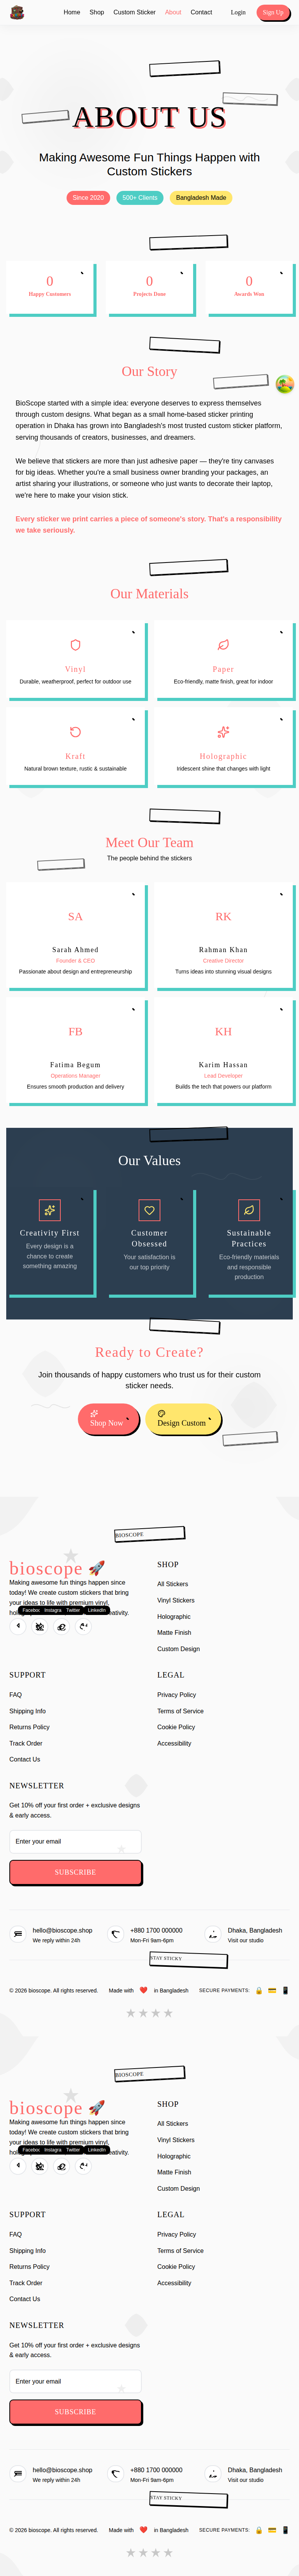 Home Shop Custom Sticker About Contact Login Sign Up
ABOUT US
Making Awesome Fun Things Happen with
Custom Stickers
Since 2020 500+ Clients Bangladesh Made
0 0 0
Happy Customers Projects Done Awards Won
Our Story
BioScope started with a simple idea: everyone deserves to express themselves
through custom designs. What began as a small home-based sticker printing
operation in Dhaka has grown into Bangladesh's most trusted custom sticker platform,
serving thousands of creators, businesses, and dreamers.
We believe that stickers are more than just adhesive paper — they're tiny canvases
for big ideas. Whether you're a small business owner branding your packages, an
artist sharing your illustrations, or someone who just wants to decorate their laptop,
we're here to make your vision stick.
Every sticker we print carries a piece of someone's story. That's a responsibility
we take seriously.
Our Materials
Vinyl
Durable, weatherproof, perfect for outdoor use
Paper
Eco-friendly, matte finish, great for indoor
Kraft
Natural brown texture, rustic & sustainable
Holographic
Iridescent shine that changes with light
Meet Our Team
The people behind the stickers
SA
Sarah Ahmed
Founder & CEO
Passionate about design and entrepreneurship
RK
Rahman Khan
Creative Director
Turns ideas into stunning visual designs
FB
Fatima Begum
Operations Manager
Ensures smooth production and delivery
KH
Karim Hassan
Lead Developer
Builds the tech that powers our platform
Our Values
Creativity First
Every design is a
chance to create
something amazing
Customer
Obsessed
Your satisfaction is
our top priority
Sustainable
Practices
Eco-friendly materials
and responsible
production
Ready to Create?
Join thousands of happy customers who trust us for their custom
sticker needs.
Shop Now Design Custom
BIOSCOPE
bioscope 🚀
Making awesome fun things happen since
today! We create custom stickers that bring
your ideas to life with premium vinyl,
Twitter LinkedIn
SHOP
All Stickers
Vinyl Stickers
Holographic
Matte Finish
Custom Design
SUPPORT
FAQ
Shipping Info
Returns Policy
Track Order
Contact Us
LEGAL
Privacy Policy
Terms of Service
Cookie Policy
Accessibility
NEWSLETTER
Get 10% off your first order + exclusive designs
& early access.
Enter your email
SUBSCRIBE
hello@bioscope.shop
We reply within 24h
+880 1700 000000
Mon-Fri 9am-6pm
Dhaka, Bangladesh
Visit our studio
STAY STICKY
© 2026 bioscope. All rights reserved. Made with ❤️ in Bangladesh SECURE PAYMENTS: 🔒 💳 📱
★ ★ ★ ★
BIOSCOPE
bioscope 🚀
Making awesome fun things happen since
today! We create custom stickers that bring
your ideas to life with premium vinyl,
Twitter LinkedIn
SHOP
All Stickers
Vinyl Stickers
Holographic
Matte Finish
Custom Design
SUPPORT
FAQ
Shipping Info
Returns Policy
Track Order
Contact Us
LEGAL
Privacy Policy
Terms of Service
Cookie Policy
Accessibility
NEWSLETTER
Get 10% off your first order + exclusive designs
& early access.
Enter your email
SUBSCRIBE
hello@bioscope.shop
We reply within 24h
+880 1700 000000
Mon-Fri 9am-6pm
Dhaka, Bangladesh
Visit our studio
STAY STICKY
© 2026 bioscope. All rights reserved. Made with ❤️ in Bangladesh SECURE PAYMENTS: 🔒 💳 📱
★ ★ ★ ★